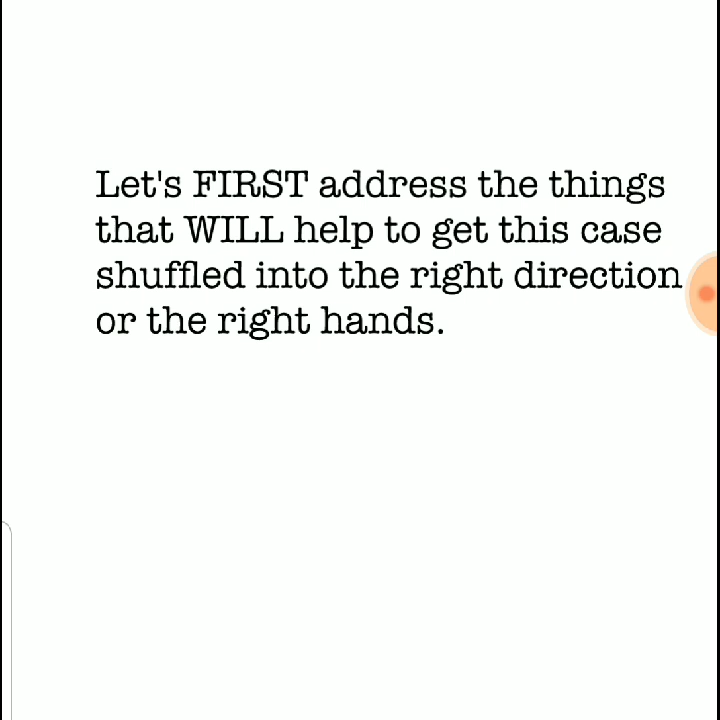 Let's FIRST address the things
that WILL help to get this case
shuffled into the right direction
or the right hands.